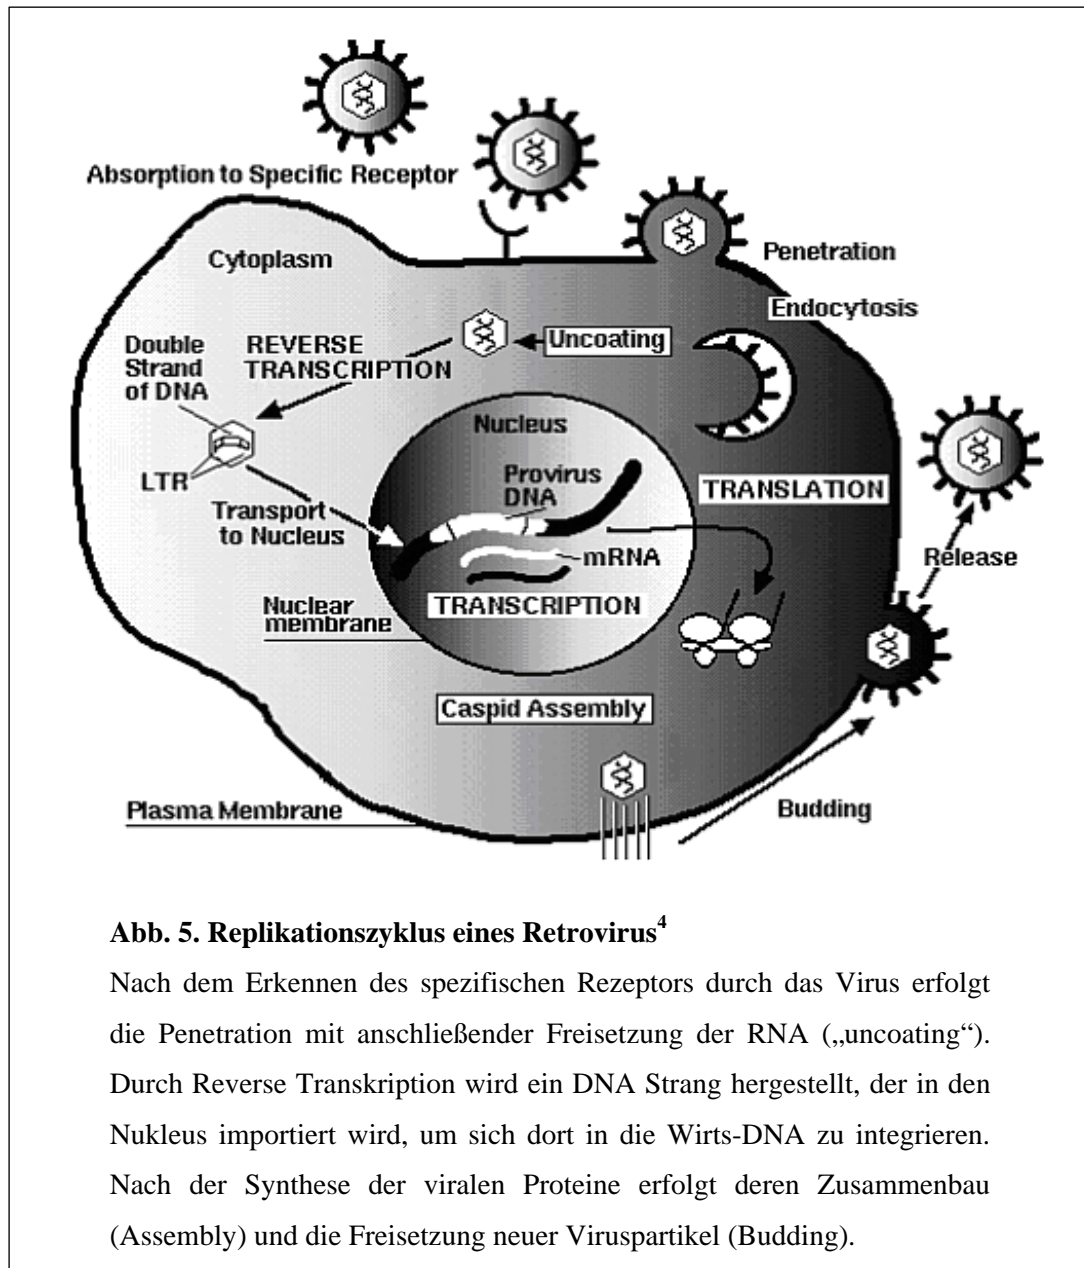 Absorption to Specific Receptor
Cytoplasm
Penetration
Endocytosis
Double
Strand
of DNA
REVERSE
TRANSCRIPTION
Uncoating
Nucleus
LTR
Provirus
DNA
TRANSLATION
Transport
to Nucleus
mRNA
Release
Nuclear
membrane
TRANSCRIPTION
Caspid Assembly
Plasma Membrane
Budding
Abb. 5. Replikationszyklus eines Retrovirus⁴
Nach dem Erkennen des spezifischen Rezeptors durch das Virus erfolgt
die Penetration mit anschließender Freisetzung der RNA („uncoating“).
Durch Reverse Transkription wird ein DNA Strang hergestellt, der in den
Nukleus importiert wird, um sich dort in die Wirts-DNA zu integrieren.
Nach der Synthese der viralen Proteine erfolgt deren Zusammenbau
(Assembly) und die Freisetzung neuer Viruspartikel (Budding).